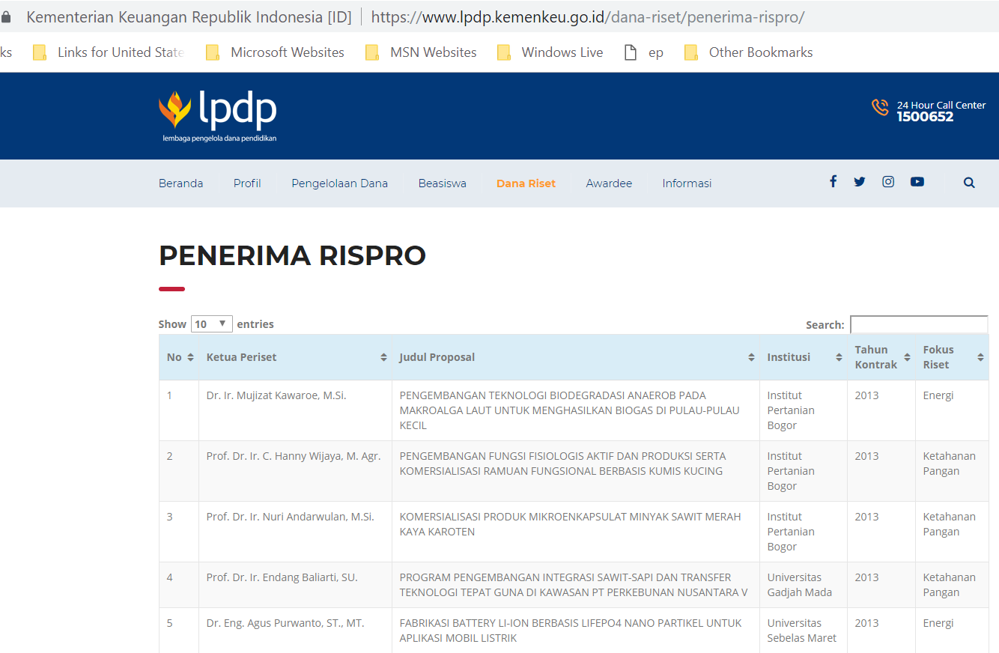 Kementerian Keuangan Republik Indonesia [ID] https://www.lpdp.kemenkeu.go.id/dana-riset/penerima-rispro/
ks Links for United State Microsoft Websites MSN Websites Windows Live ep Other Bookmarks
lpdp
lembaga pengelola dana pendidikan
24 Hour Call Center
1500652
Beranda Profil Pengelolaan Dana Beasiswa Dana Riset Awardee Informasi
PENERIMA RISPRO
Show 10 entries Search:
No Ketua Periset Judul Proposal Institusi Tahun Kontrak Fokus Riset
1 Dr. Ir. Mujizat Kawaroe, M.Si. PENGEMBANGAN TEKNOLOGI BIODEGRADASI ANAEROB PADA Institut 2013 Energi
MAKROALGA LAUT UNTUK MENGHASILKAN BIOGAS DI PULAU-PULAU Pertanian
KECIL Bogor
2 Prof. Dr. Ir. C. Hanny Wijaya, M. Agr. PENGEMBANGAN FUNGSI FISIOLOGIS AKTIF DAN PRODUKSI SERTA Institut 2013 Ketahanan
KOMERSIALISASI RAMUAN FUNGSIONAL BERBASIS KUMIS KUCING Pertanian Pangan
Bogor
3 Prof. Dr. Ir. Nuri Andarwulan, M.Si. KOMERSIALISASI PRODUK MIKROENKAPSULAT MINYAK SAWIT MERAH Institut 2013 Ketahanan
KAYA KAROTEN Pertanian Pangan
Bogor
4 Prof. Dr. Ir. Endang Baliarti, SU. PROGRAM PENGEMBANGAN INTEGRASI SAWIT-SAPI DAN TRANSFER Universitas 2013 Ketahanan
TEKNOLOGI TEPAT GUNA DI KAWASAN PT PERKEBUNAN NUSANTARA V Gadjah Mada Pangan
5 Dr. Eng. Agus Purwanto, ST., MT. FABRIKASI BATTERY LI-ION BERBASIS LIFEPO4 NANO PARTIKEL UNTUK Universitas 2013 Energi
APLIKASI MOBIL LISTRIK Sebelas Maret